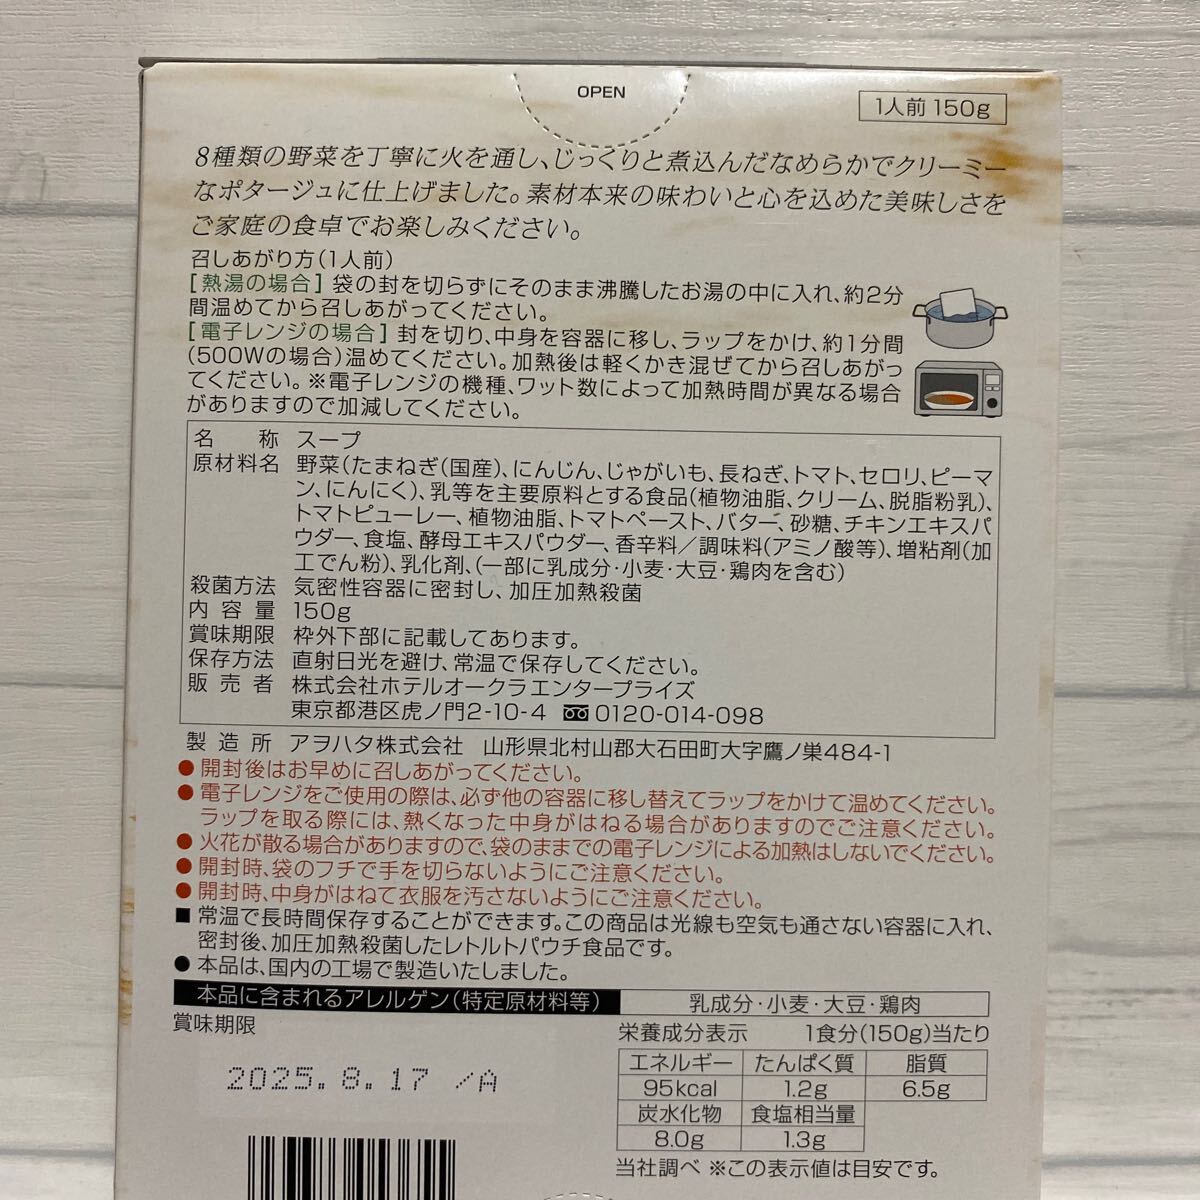 OPEN
1人前 150g
8種類の野菜を丁寧に火を通し、じっくりと煮込んだなめらかでクリーミー
なポタージュに仕上げました。素材本来の味わいと心を込めた美味しさを
ご家庭の食卓でお楽しみください。
召しあがり方(1人前)
[熱湯の場合] 袋の封を切らずにそのまま沸騰したお湯の中に入れ、約2分
間温めてから召しあがってください。
[電子レンジの場合] 封を切り、中身を容器に移し、ラップをかけ、約1分間
(500Wの場合)温めてください。加熱後は軽くかき混ぜてから召しあがっ
てください。※電子レンジの機種、ワット数によって加熱時間が異なる場合
がありますので加減してください。
名称 スープ
原材料名 野菜(たまねぎ(国産)、にんじん、じゃがいも、長ねぎ、トマト、セロリ、ピーマ
ン、にんにく)、乳等を主要原料とする食品(植物油脂、クリーム、脱脂粉乳)、
トマトピューレー、植物油脂、トマトペースト、バター、砂糖、チキンエキスパ
ウダー、食塩、酵母エキスパウダー、香辛料／調味料(アミノ酸等)、増粘剤(加
工でん粉)、乳化剤、(一部に乳成分・小麦・大豆・鶏肉を含む)
殺菌方法 気密性容器に密封し、加圧加熱殺菌
内容量 150g
賞味期限 枠外下部に記載してあります。
保存方法 直射日光を避け、常温で保存してください。
販売者 株式会社ホテルオークラエンタープライズ
東京都港区虎ノ門2-10-4 0120-014-098
製造所 アヲハタ株式会社 山形県北村山郡大石田町大字鷹ノ巣484-1
●開封後はお早めに召しあがってください。
●電子レンジをご使用の際は、必ず他の容器に移し替えてラップをかけて温めてください。
ラップを取る際には、熱くなった中身がはねる場合がありますのでご注意ください。
●火花が散る場合がありますので、袋のままでの電子レンジによる加熱はしないでください。
●開封時、袋のフチで手を切らないようにご注意ください。
●開封時、中身がはねて衣服を汚さないようにご注意ください。
■常温で長時間保存することができます。この商品は光線も空気も通さない容器に入れ、
密封後、加圧加熱殺菌したレトルトパウチ食品です。
●本品は、国内の工場で製造いたしました。
本品に含まれるアレルゲン(特定原材料等) 乳成分・小麦・大豆・鶏肉
賞味期限
2025.8.17 /A
栄養成分表示 1食分(150g)当たり
エネルギー たんぱく質 脂質
95kcal 1.2g 6.5g
炭水化物 食塩相当量
8.0g 1.3g
当社調べ ※この表示値は目安です。